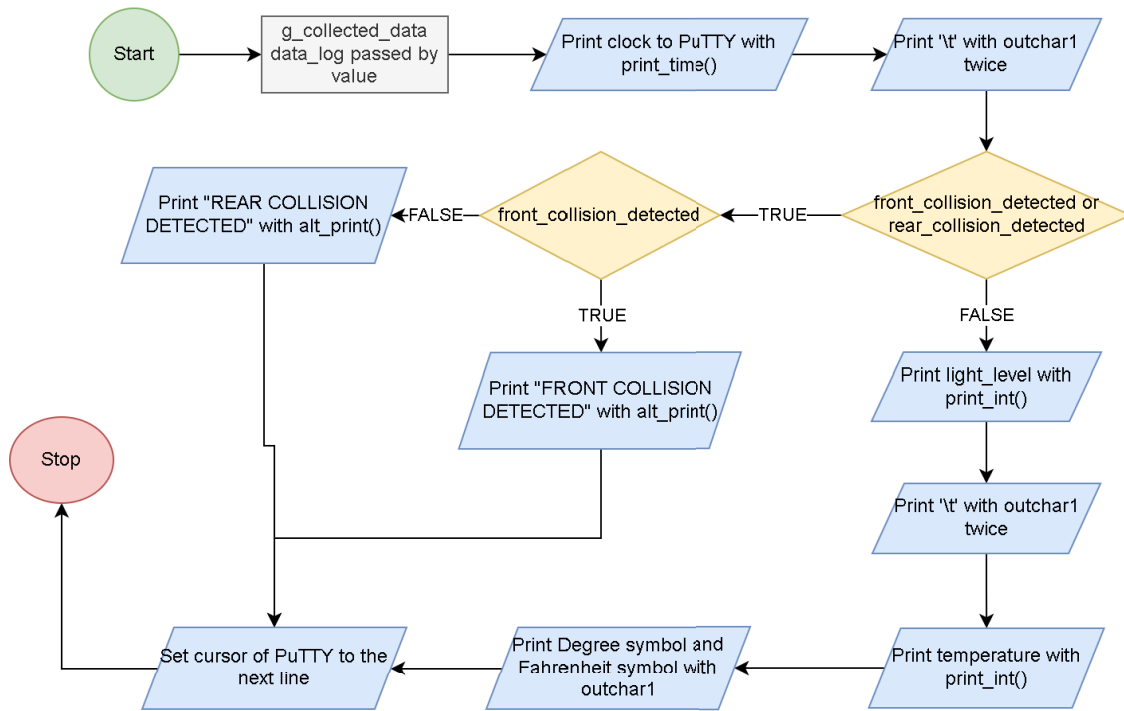 Start
g_collected_data
data_log passed by
value
Print clock to PuTTY with
print_time()
Print '\t' with outchar1
twice
front_collision_detected or
rear_collision_detected
TRUE
front_collision_detected
FALSE
Print "REAR COLLISION
DETECTED" with alt_print()
TRUE
Print "FRONT COLLISION
DETECTED" with alt_print()
FALSE
Print light_level with
print_int()
Print '\t' with outchar1
twice
Print temperature with
print_int()
Print Degree symbol and
Fahrenheit symbol with
outchar1
Set cursor of PuTTY to the
next line
Stop